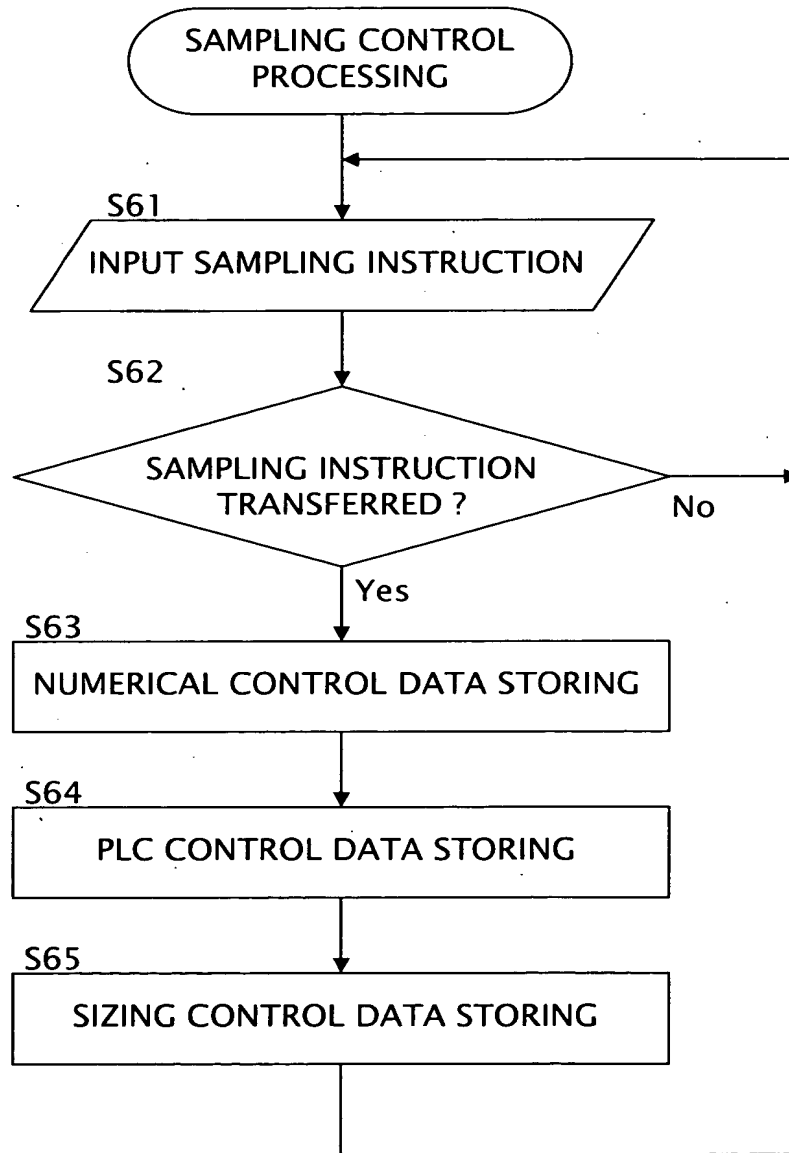 SAMPLING CONTROL
PROCESSING
S61
INPUT SAMPLING INSTRUCTION
S62
SAMPLING INSTRUCTION
TRANSFERRED ?
No
Yes
S63
NUMERICAL CONTROL DATA STORING
S64
PLC CONTROL DATA STORING
S65
SIZING CONTROL DATA STORING